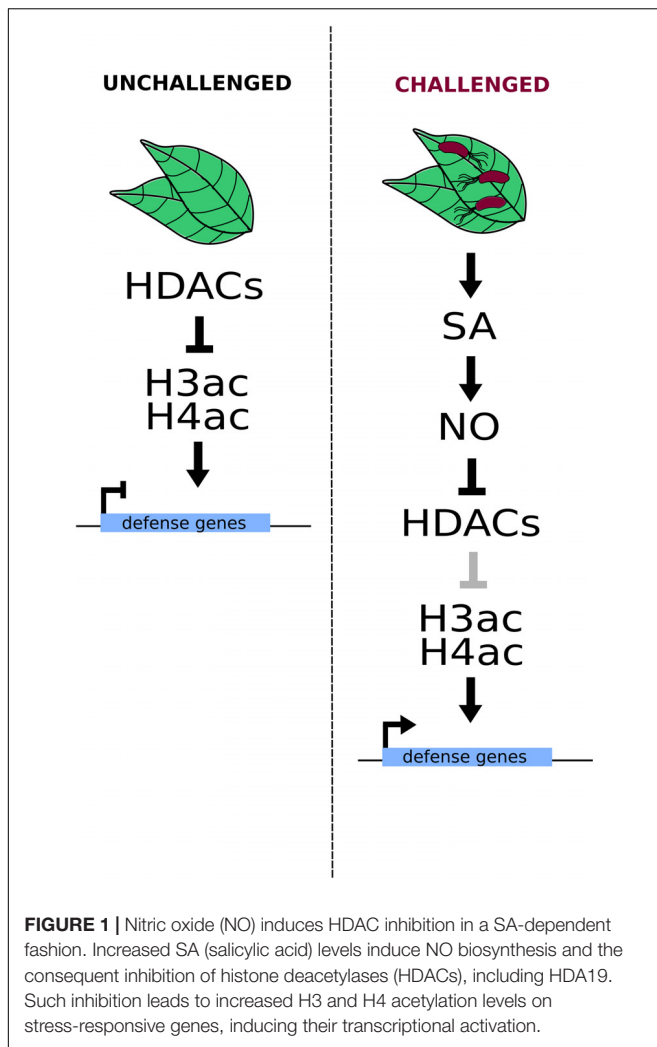 UNCHALLENGED
HDACs
H3ac
H4ac
defense genes
CHALLENGED
SA
NO
HDACs
H3ac
H4ac
defense genes
FIGURE 1 | Nitric oxide (NO) induces HDAC inhibition in a SA-dependent
fashion. Increased SA (salicylic acid) levels induce NO biosynthesis and the
consequent inhibition of histone deacetylases (HDACs), including HDA19.
Such inhibition leads to increased H3 and H4 acetylation levels on
stress-responsive genes, inducing their transcriptional activation.